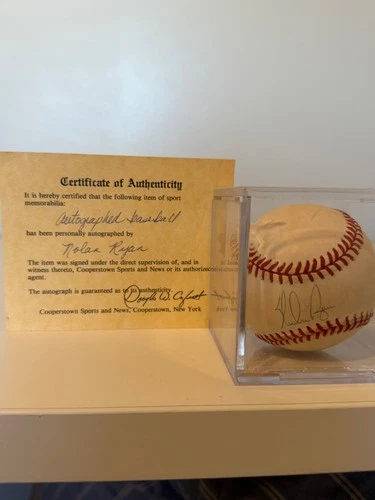 Certificate of Authenticity
It is hereby certified that the following item of sport
memorabilia:
Autographed Baseball
has been personally autographed by
Nolan Ryan
The item was signed under the direct supervision of, and in
witness thereto, Cooperstown Sports and News or its authorized
agent.
The autograph is guaranteed as to its authenticity.
Cooperstown Sports and News, Cooperstown, New York